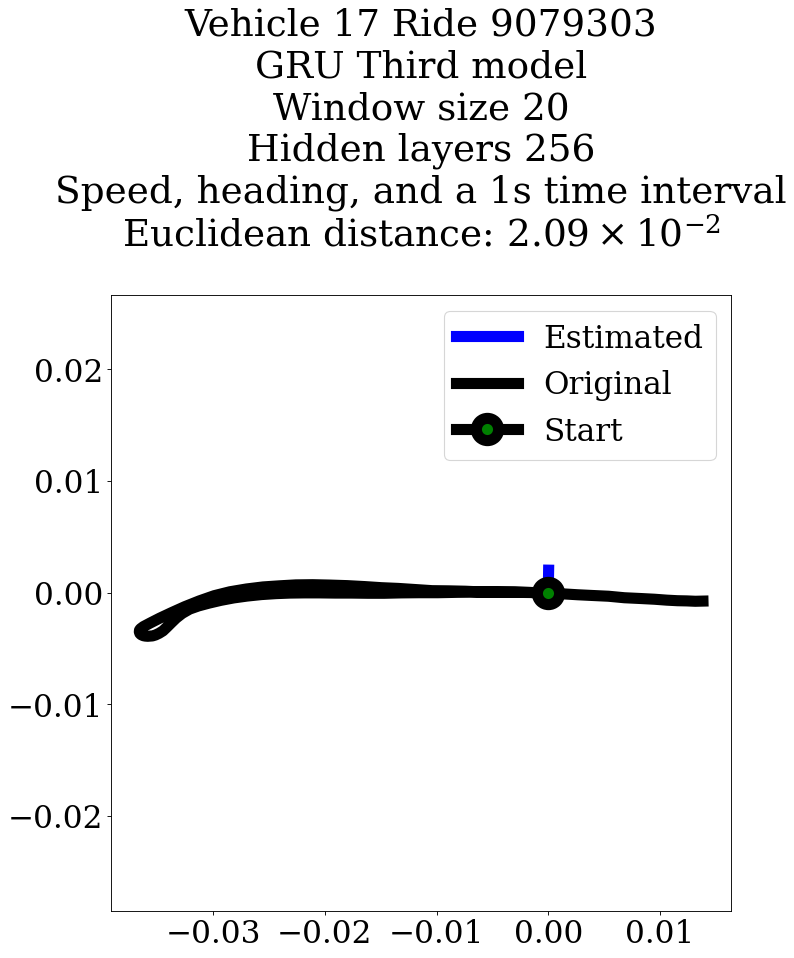 Vehicle 17 Ride 9079303
GRU Third model
Window size 20
Hidden layers 256
Speed, heading, and a 1s time interval
Euclidean distance: 2.09 × 10⁻²
Estimated
Original
Start
0.02
0.01
0.00
−0.01
−0.02
−0.03 −0.02 −0.01 0.00 0.01